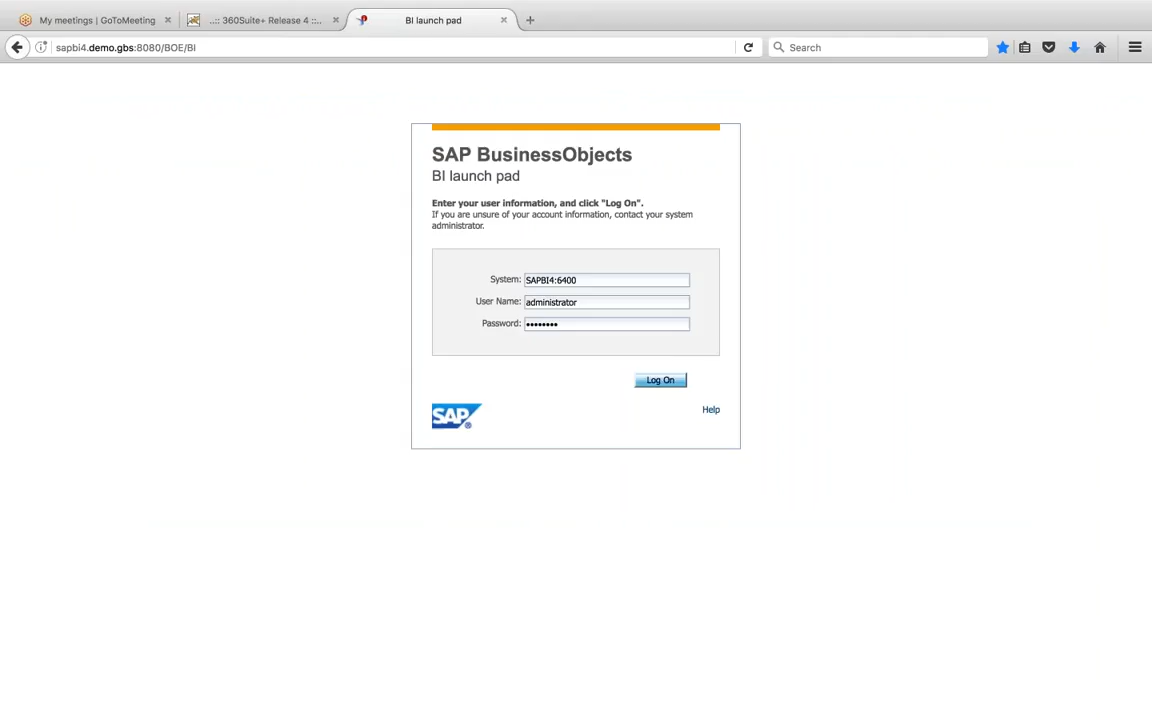 My meetings | GoToMeeting
..:: 360Suite+ Release 4 ::..
BI launch pad
sapbi4.demo.gbs:8080/BOE/BI
Search
SAP BusinessObjects
BI launch pad
Enter your user information, and click "Log On".
If you are unsure of your account information, contact your system
administrator.
System: SAPBI4:6400
User Name: administrator
Password: ••••••••
Log On
SAP®
Help